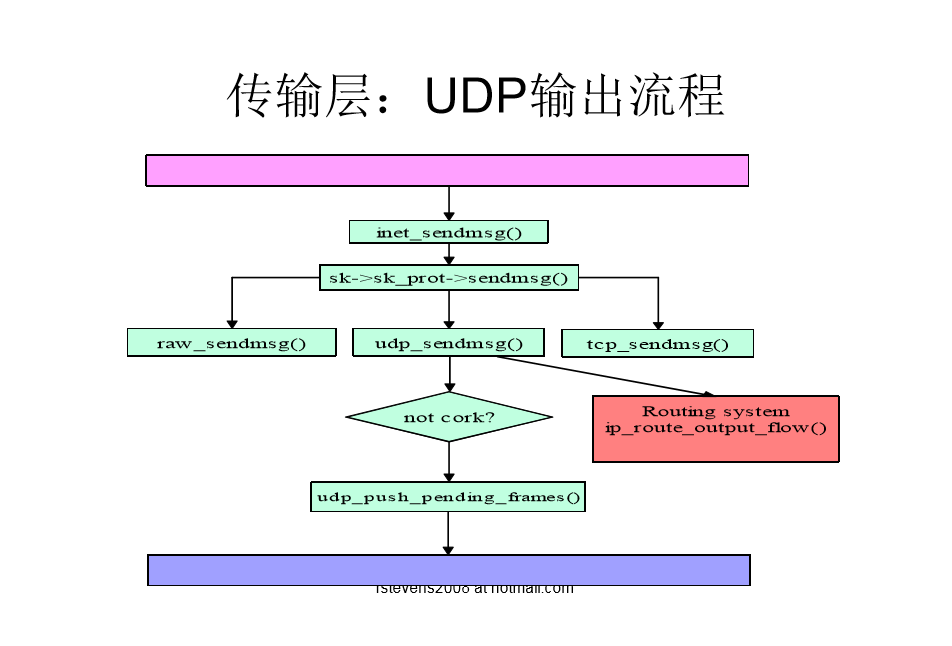 传输层：UDP输出流程
inet_sendmsg()
sk->sk_prot->sendmsg()
raw_sendmsg()
udp_sendmsg()
tcp_sendmsg()
not cork?
Routing system
ip_route_output_flow()
udp_push_pending_frames()
rstevens2008 at hotmail.com